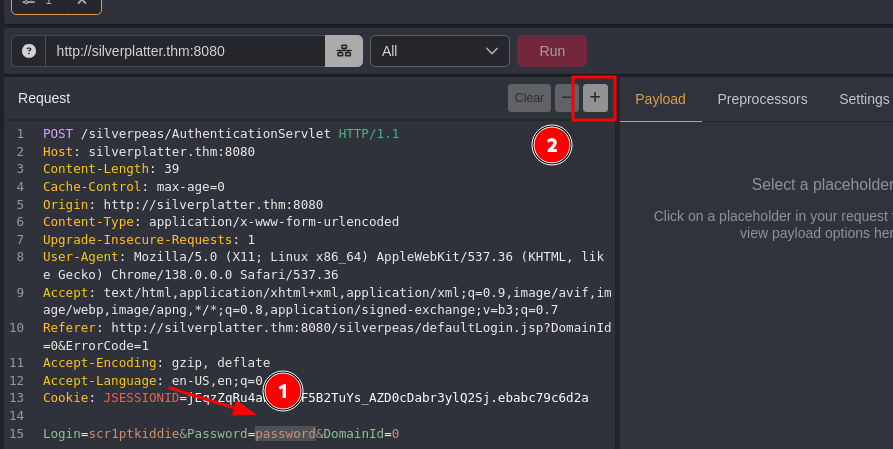 1
http://silverplatter.thm:8080
All
Run
Request
Clear
Payload
Preprocessors
Settings
2
1 POST /silverpeas/AuthenticationServlet HTTP/1.1
2 Host: silverplatter.thm:8080
3 Content-Length: 39
4 Cache-Control: max-age=0
5 Origin: http://silverplatter.thm:8080
6 Content-Type: application/x-www-form-urlencoded
7 Upgrade-Insecure-Requests: 1
8 User-Agent: Mozilla/5.0 (X11; Linux x86_64) AppleWebKit/537.36 (KHTML, lik
e Gecko) Chrome/138.0.0.0 Safari/537.36
9 Accept: text/html,application/xhtml+xml,application/xml;q=0.9,image/avif,im
age/webp,image/apng,*/*;q=0.8,application/signed-exchange;v=b3;q=0.7
10 Referer: http://silverplatter.thm:8080/silverpeas/defaultLogin.jsp?DomainId
=0&ErrorCode=1
11 Accept-Encoding: gzip, deflate
12 Accept-Language: en-US,en;q=0
13 Cookie: F5B2TuYs_AZD0cDabr3ylQ2Sj.ebabc79c6d2a
14
15 Login=scr1ptkiddie&Password=password&DomainId=0
1
Select a placeholder
Click on a placeholder in your request
view payload options